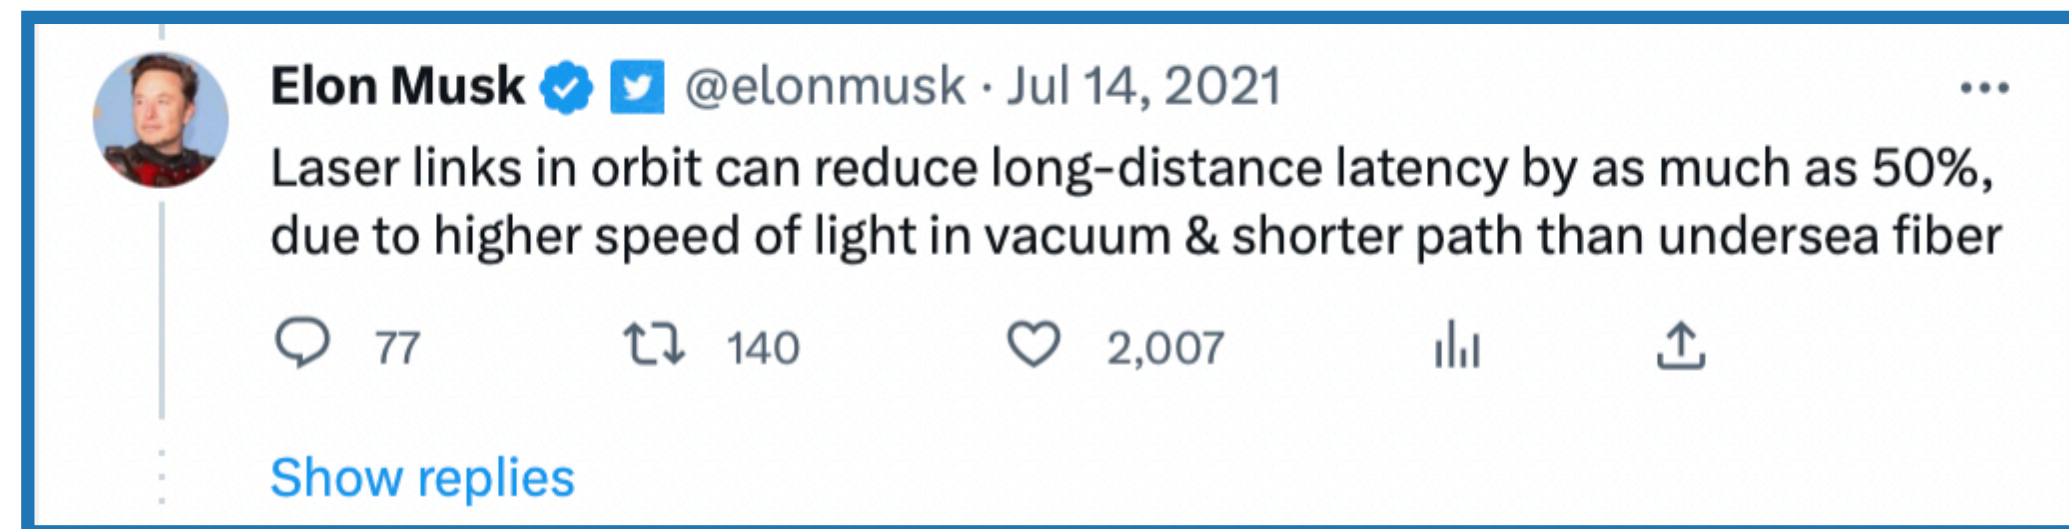 Elon Musk @elonmusk · Jul 14, 2021
Laser links in orbit can reduce long-distance latency by as much as 50%,
due to higher speed of light in vacuum & shorter path than undersea fiber
77 140 2,007
Show replies